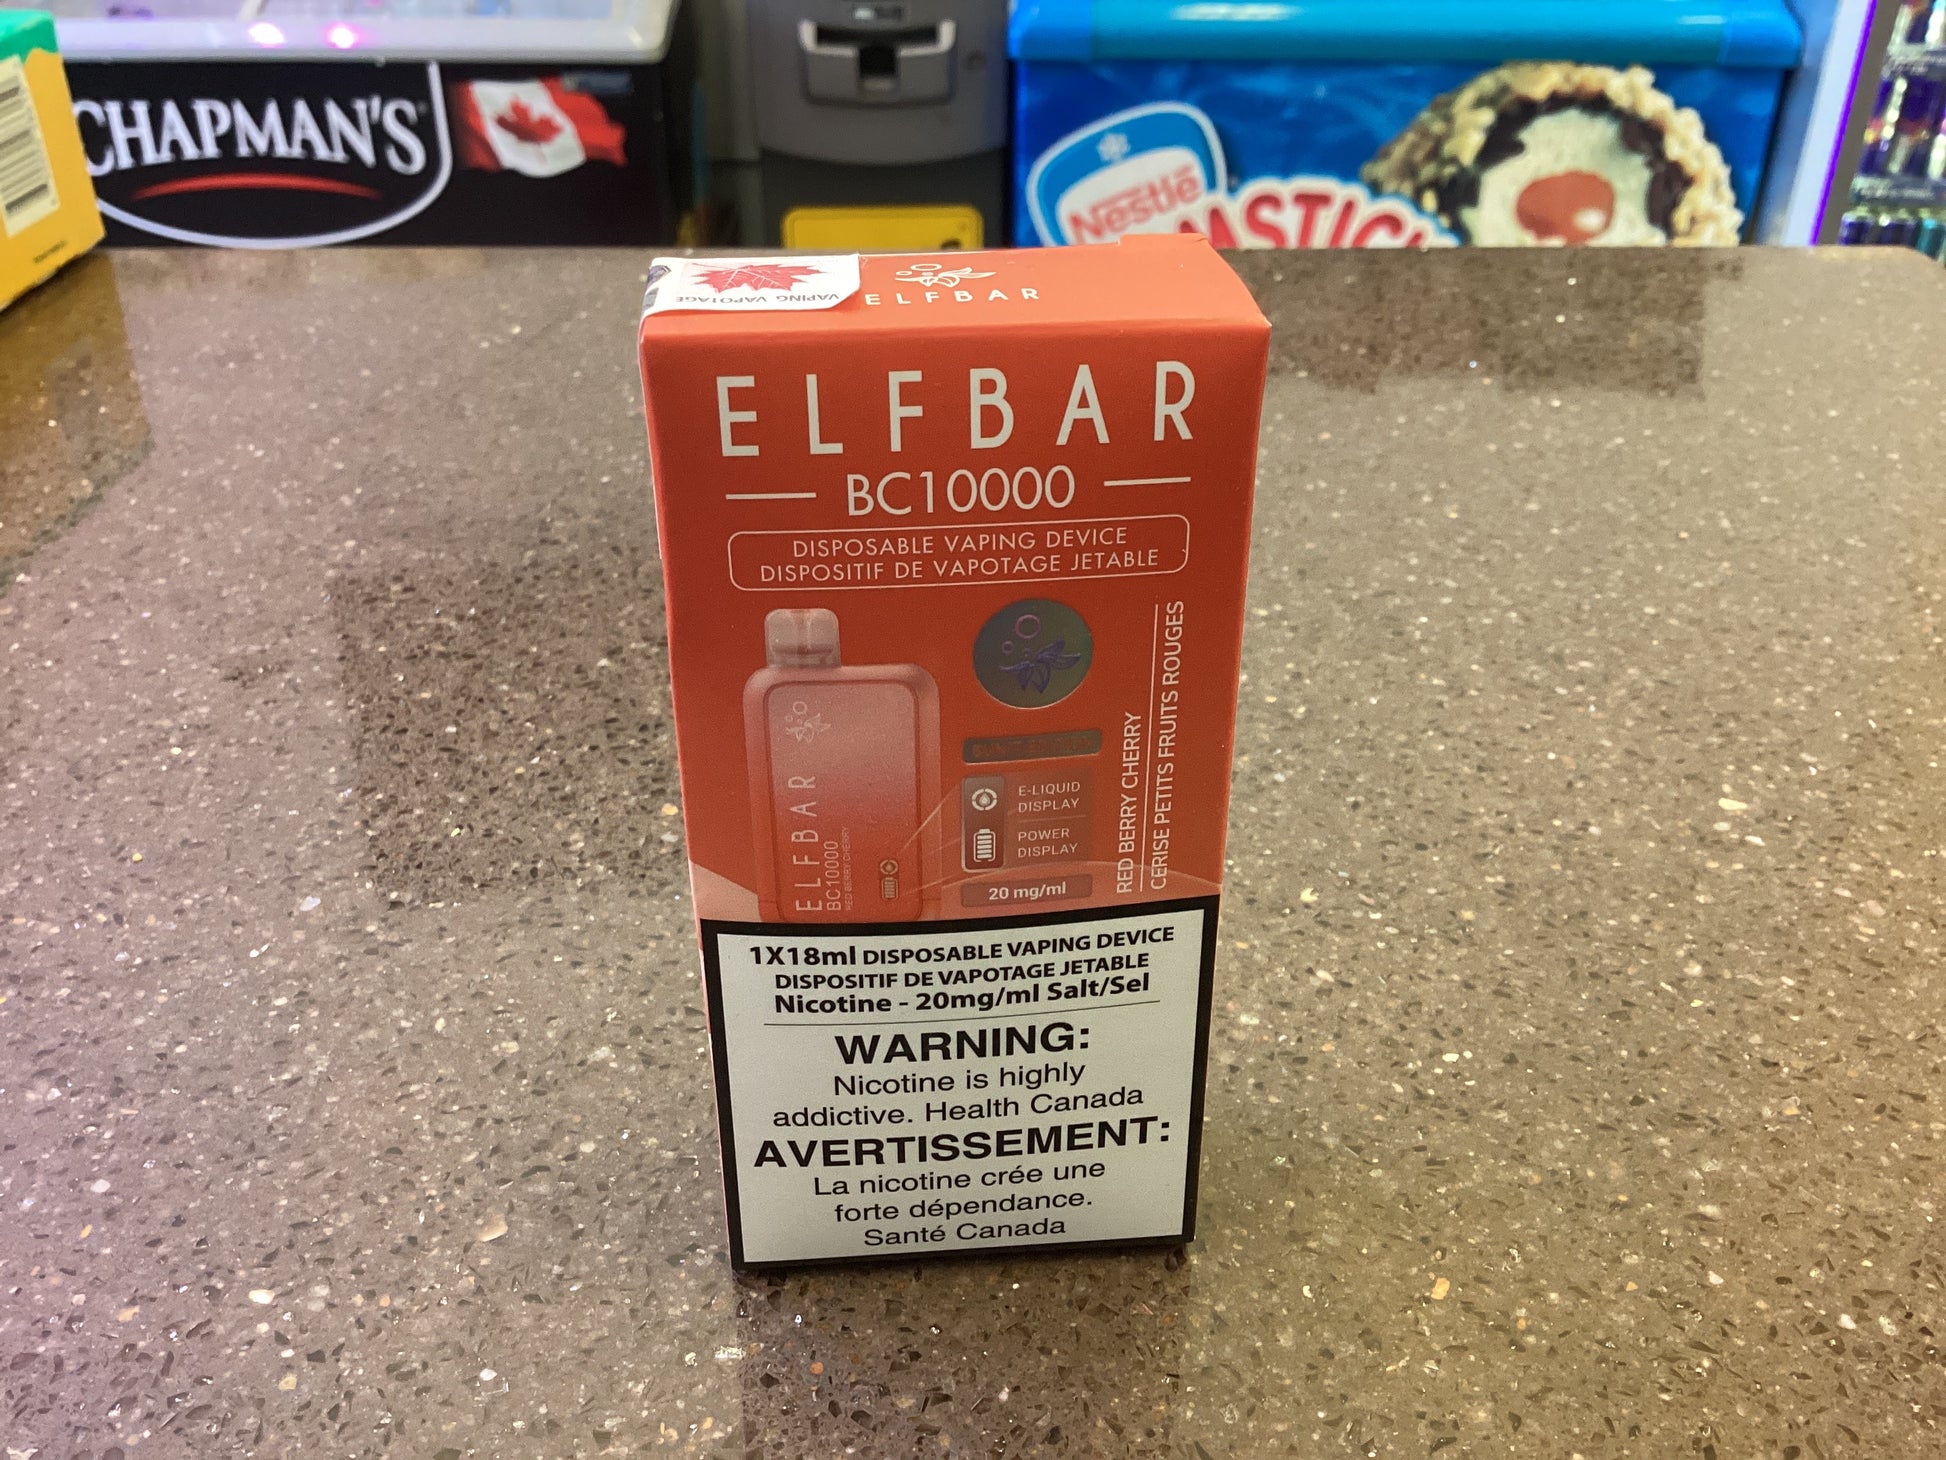 CHAPMAN'S
Nestlé
VAPING VAPOTAGE
ELFBAR
ELFBAR
BC10000
DISPOSABLE VAPING DEVICE
DISPOSITIF DE VAPOTAGE JETABLE
ELFBAR
BC10000
RED BERRY CHERRY
E-LIQUID
DISPLAY
POWER
DISPLAY
20 mg/ml
RED BERRY CHERRY
CERISE PETITS FRUITS ROUGES
1X18ml DISPOSABLE VAPING DEVICE
DISPOSITIF DE VAPOTAGE JETABLE
Nicotine - 20mg/ml Salt/Sel
WARNING:
Nicotine is highly
addictive. Health Canada
AVERTISSEMENT:
La nicotine crée une
forte dépendance.
Santé Canada